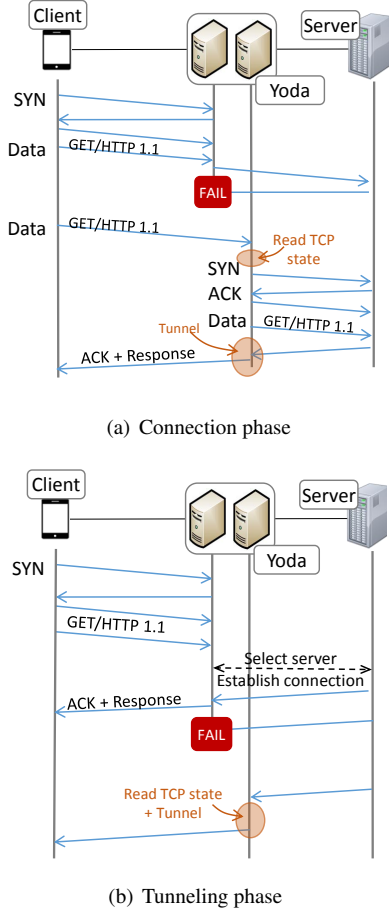 Client
Server
Yoda
SYN
Data
GET/HTTP 1.1
FAIL
Data
GET/HTTP 1.1
Read TCP
state
SYN
ACK
Data
GET/HTTP 1.1
Tunnel
ACK + Response
(a) Connection phase
Client
Server
Yoda
SYN
GET/HTTP 1.1
Select server
Establish connection
ACK + Response
FAIL
Read TCP state
+ Tunnel
(b) Tunneling phase